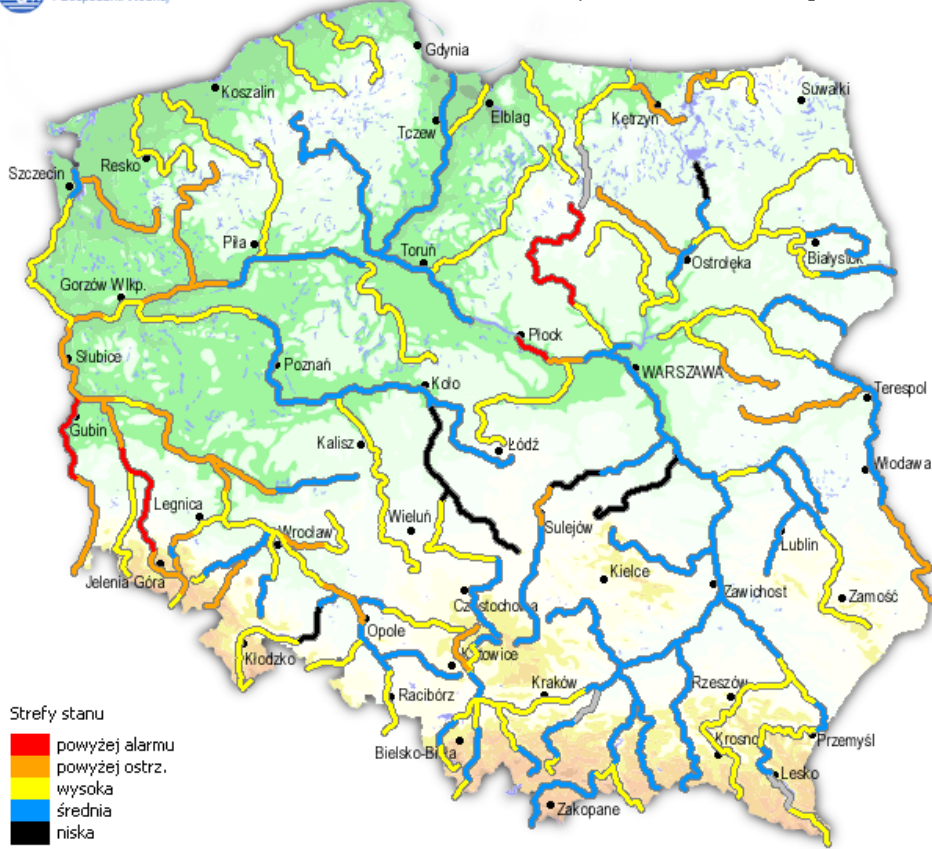 Gdynia
Koszalin
Suwałki
Elbląg
Kętrzyn
Tczew
Resko
Szczecin
Piła
Toruń
Białystok
Ostrołęka
Gorzów Wlkp.
Płock
Słubice
Poznań
WARSZAWA
Koło
Terespol
Gubin
Kalisz
Łódź
Włodawa
Legnica
Wieluń
Sulejów
Wrocław
Lublin
Jelenia Góra
Kielce
Częstochowa
Zawichost
Zamość
Opole
Kłodzko
Katowice
Racibórz
Kraków
Rzeszów
Strefy stanu
powyżej alarmu
powyżej ostrz.
wysoka
średnia
niska
Bielsko-Biała
Krosno
Przemyśl
Lesko
Zakopane